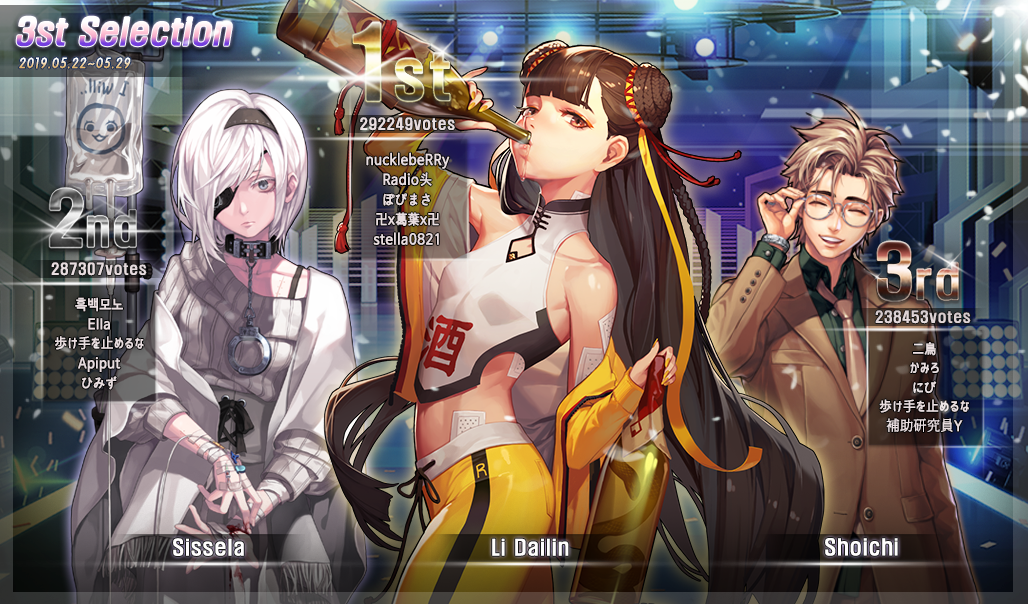 3st Selection
2019.05.22~05.29
1st
292249votes
nucklebeRRy
Radio头
ぽぴまさ
卍x葛葉x卍
stella0821
2nd
287307votes
흑백모노
Ella
歩け手を止めるな
Apiput
ひみず
3rd
238453votes
二鳥
かみろ
にび
歩け手を止めるな
補助研究員Y
酒
R
Sissela
Li Dailin
Shoichi